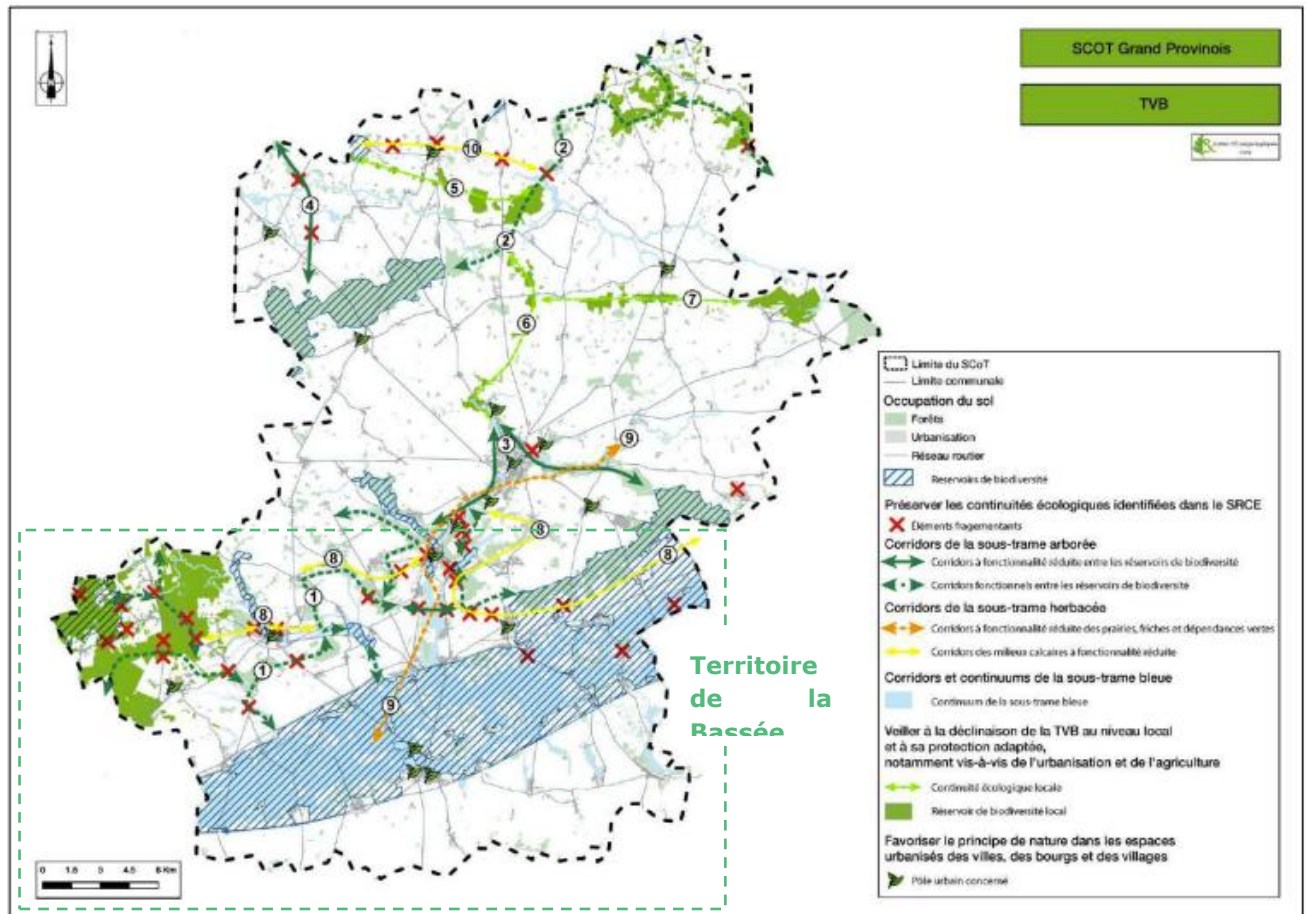 SCOT Grand Provinois
TVB
10
2
5
4
2
7
6
3
9
8
8
8
1
8
1
9
Territoire
de la
Bassée
Limite du SCoT
Limite communale
Occupation du sol
Forêts
Urbanisation
Réseau routier
Reservoirs de biodiversité
Préserver les continuités écologiques identifiées dans le SRCE
Éléments fragementants
Corridors de la sous-trame arborée
Corridors à fonctionnalité réduite entre les réservoirs de biodiversité
Corridors fonctionnels entre les réservoirs de biodiversité
Corridors de la sous-trame herbacée
Corridors à fonctionnalité réduite des prairies, friches et dépendances vertes
Corridors des milieux calcaires à fonctionnalité réduite
Corridors et continuums de la sous-trame bleue
Continuum de la sous-trame bleue
Veiller à la déclinaison de la TVB au niveau local
et à sa protection adaptée,
notamment vis-à-vis de l'urbanisation et de l'agriculture
Continuité écologique locale
Réservoir de biodiversité local
Favoriser le principe de nature dans les espaces
urbanisés des villes, des bourgs et des villages
Pôle urbain concerné
0 1.5 3 4.5 6 Km